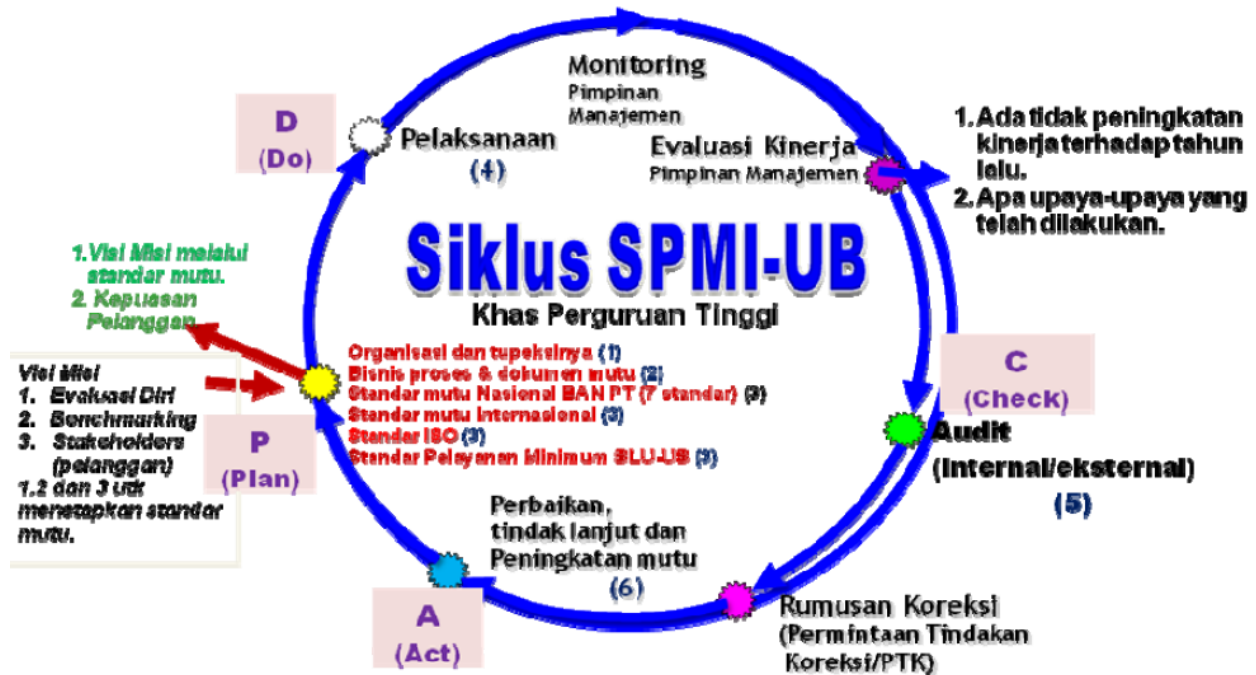 Monitoring
Pimpinan
Manajemen
D
(Do)
Pelaksanaan
(4)
Evaluasi Kinerja
Pimpinan Manajemen
1. Ada tidak peningkatan
kinerja terhadap tahun
lalu.
2. Apa upaya-upaya yang
telah dilakukan.
Siklus SPMI-UB
Khas Perguruan Tinggi
1. Visi Misi melalui
standar mutu.
2. Kepuasan
Pelanggan
Organisasi dan tupoksinya (1)
Bisnis proses & dokumen mutu (2)
Standar mutu Nasional BAN PT (7 standar) (3)
Standar mutu Internasional (3)
Standar ISO (3)
Standar Pelayanan Minimum BLU-UB (3)
Visi Misi
1. Evaluasi Diri
2. Benchmarking
3. Stakeholders
(pelanggan)
1.2 dan 3 utk
menetapkan standar
mutu.
P
(Plan)
C
(Check)
Audit
(Internal/eksternal)
(5)
Perbaikan,
tindak lanjut dan
Peningkatan mutu
(6)
A
(Act)
Rumusan Koreksi
(Permintaan Tindakan
Koreksi/PTK)